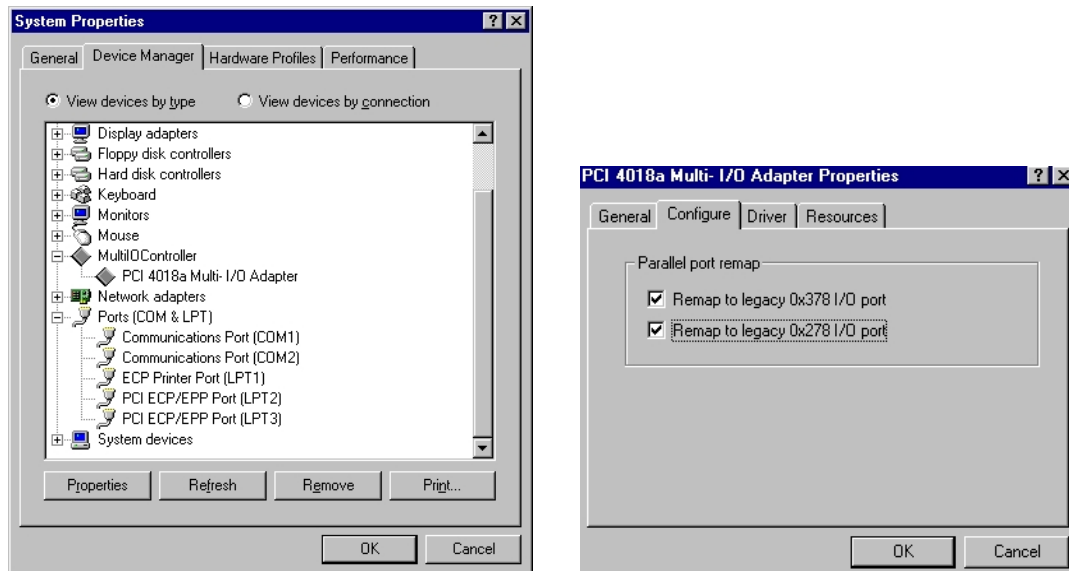 System Properties
General Device Manager Hardware Profiles Performance
View devices by type View devices by connection
Display adapters
Floppy disk controllers
Hard disk controllers
Keyboard
Monitors
Mouse
MultiIOController
PCI 4018a Multi- I/O Adapter
Network adapters
Ports (COM & LPT)
Communications Port (COM1)
Communications Port (COM2)
ECP Printer Port (LPT1)
PCI ECP/EPP Port (LPT2)
PCI ECP/EPP Port (LPT3)
System devices
Properties Refresh Remove Print...
OK Cancel
PCI 4018a Multi- I/O Adapter Properties
General Configure Driver Resources
Parallel port remap
Remap to legacy 0x378 I/O port
Remap to legacy 0x278 I/O port
OK Cancel